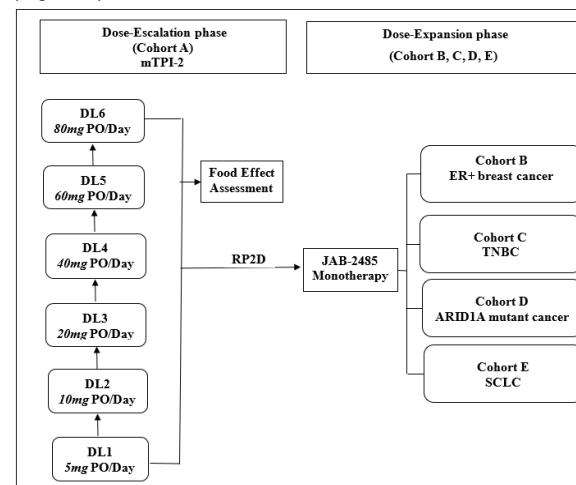 Dose-Escalation phase
(Cohort A)
mTPI-2
Dose-Expansion phase
(Cohort B, C, D, E)
DL6
80mg PO/Day
DL5
60mg PO/Day
DL4
40mg PO/Day
DL3
20mg PO/Day
DL2
10mg PO/Day
DL1
5mg PO/Day
Food Effect
Assessment
RP2D
JAB-2485
Monotherapy
Cohort B
ER+ breast cancer
Cohort C
TNBC
Cohort D
ARID1A mutant cancer
Cohort E
SCLC